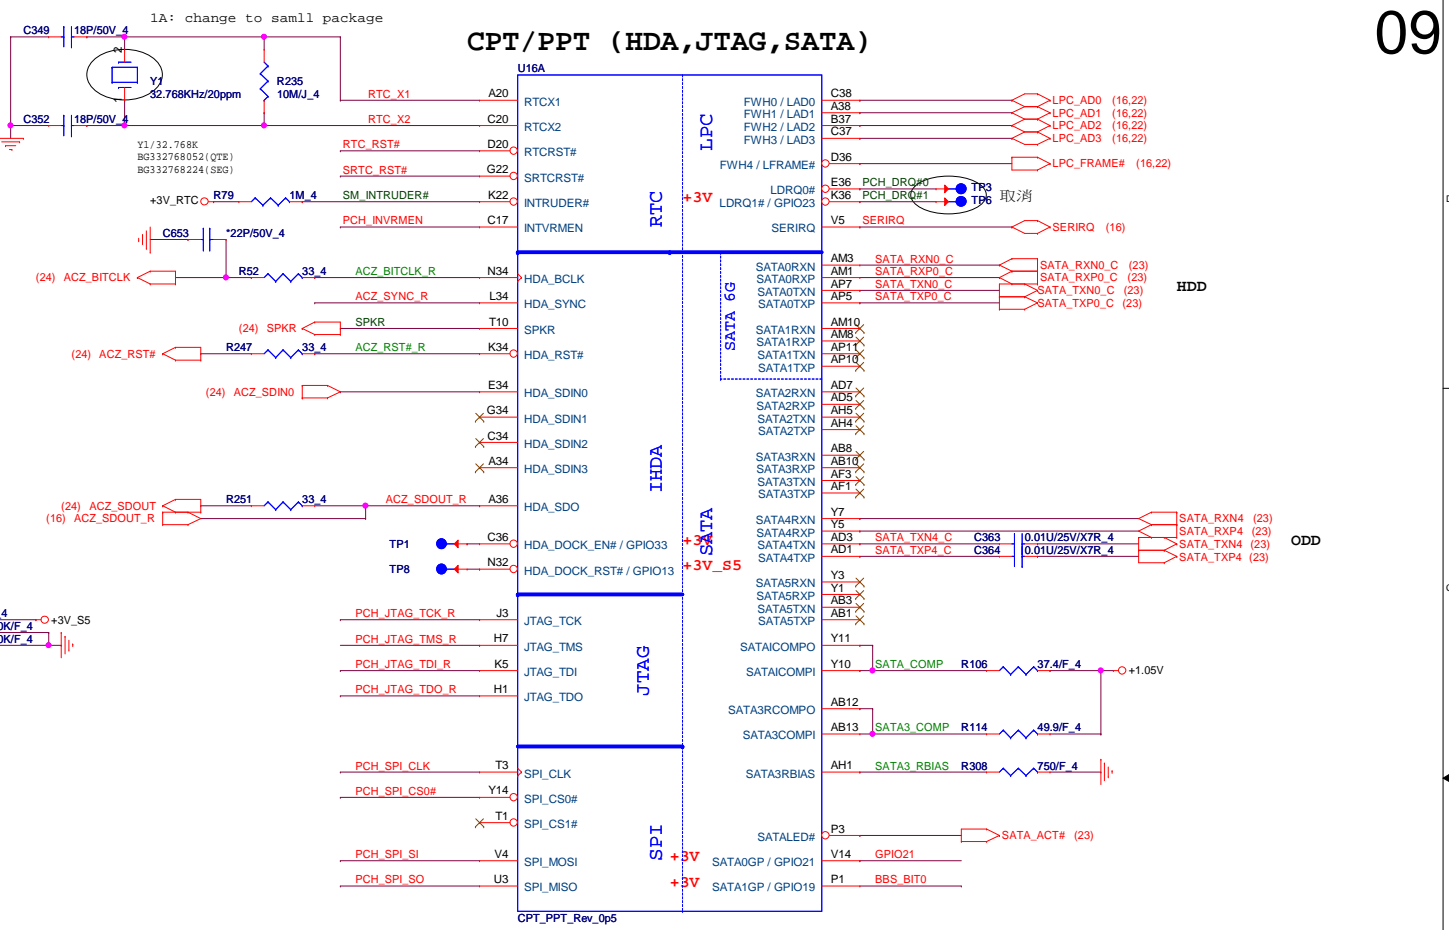 1A: change to samll package
09
CPT/PPT (HDA,JTAG,SATA)
C349
18P/50V_4
2
1
Y1
32.768KHz/20ppm
R235
10M/J_4
C352
18P/50V_4
Y1/32.768K
BG332768052(QTE)
BG332768224(SEG)
U16A
RTC_X1
A20
RTCX1
RTC_X2
C20
RTCX2
RTC_RST#
D20
RTCRST#
SRTC_RST#
G22
SRTCRST#
+3V_RTC
R79
1M_4
SM_INTRUDER#
K22
INTRUDER#
PCH_INVRMEN
C17
INTVRMEN
RTC
LPC
+3V
FWH0 / LAD0
C38
LPC_AD0 (16,22)
FWH1 / LAD1
A38
LPC_AD1 (16,22)
FWH2 / LAD2
B37
LPC_AD2 (16,22)
FWH3 / LAD3
C37
LPC_AD3 (16,22)
FWH4 / LFRAME#
D36
LPC_FRAME# (16,22)
LDRQ0#
E36
PCH_DRQ#0
TP3
LDRQ1# / GPIO23
K36
PCH_DRQ#1
TP6
取消
SERIRQ
V5
SERIRQ
SERIRQ (16)
C653
*22P/50V_4
(24) ACZ_BITCLK
R52
33_4
ACZ_BITCLK_R
N34
HDA_BCLK
ACZ_SYNC_R
L34
HDA_SYNC
(24) SPKR
SPKR
T10
SPKR
(24) ACZ_RST#
R247
33_4
ACZ_RST#_R
K34
HDA_RST#
(24) ACZ_SDIN0
E34
HDA_SDIN0
G34
HDA_SDIN1
C34
HDA_SDIN2
A34
HDA_SDIN3
(24) ACZ_SDOUT
(16) ACZ_SDOUT_R
R251
33_4
ACZ_SDOUT_R
A36
HDA_SDO
TP1
C36
HDA_DOCK_EN# / GPIO33
+3V
TP8
N32
HDA_DOCK_RST# / GPIO13
+3V_S5
IHDA
SATA
SATA 6G
SATA0RXN
AM3
SATA_RXN0_C
SATA_RXN0_C (23)
SATA0RXP
AM1
SATA_RXP0_C
SATA_RXP0_C (23)
SATA0TXN
AP7
SATA_TXN0_C
SATA_TXN0_C (23)
SATA0TXP
AP5
SATA_TXP0_C
SATA_TXP0_C (23)
HDD
SATA1RXN
AM10
SATA1RXP
AM8
SATA1TXN
AP11
SATA1TXP
AP10
SATA2RXN
AD7
SATA2RXP
AD5
SATA2TXN
AH5
SATA2TXP
AH4
SATA3RXN
AB8
SATA3RXP
AB10
SATA3TXN
AF3
SATA3TXP
AF1
SATA4RXN
Y7
SATA_RXN4 (23)
SATA4RXP
Y5
SATA_RXP4 (23)
SATA4TXN
AD3
SATA_TXN4_C
C363
0.01U/25V/X7R_4
SATA_TXN4 (23)
SATA4TXP
AD1
SATA_TXP4_C
C364
0.01U/25V/X7R_4
SATA_TXP4 (23)
ODD
SATA5RXN
Y3
SATA5RXP
Y1
SATA5TXN
AB3
SATA5TXP
AB1
_4
+3V_S5
0K/F_4
0K/F_4
PCH_JTAG_TCK_R
J3
JTAG_TCK
PCH_JTAG_TMS_R
H7
JTAG_TMS
PCH_JTAG_TDI_R
K5
JTAG_TDI
PCH_JTAG_TDO_R
H1
JTAG_TDO
JTAG
SATAICOMPO
Y11
SATAICOMPI
Y10
SATA_COMP
R106
37.4/F_4
+1.05V
SATA3RCOMPO
AB12
SATA3COMPI
AB13
SATA3_COMP
R114
49.9/F_4
SATA3RBIAS
AH1
SATA3_RBIAS
R308
750/F_4
PCH_SPI_CLK
T3
SPI_CLK
PCH_SPI_CS0#
Y14
SPI_CS0#
T1
SPI_CS1#
PCH_SPI_SI
V4
SPI_MOSI
PCH_SPI_SO
U3
SPI_MISO
SPI
SATALED#
P3
SATA_ACT# (23)
+3V
SATA0GP / GPIO21
V14
GPIO21
+3V
SATA1GP / GPIO19
P1
BBS_BIT0
CPT_PPT_Rev_0p5
D